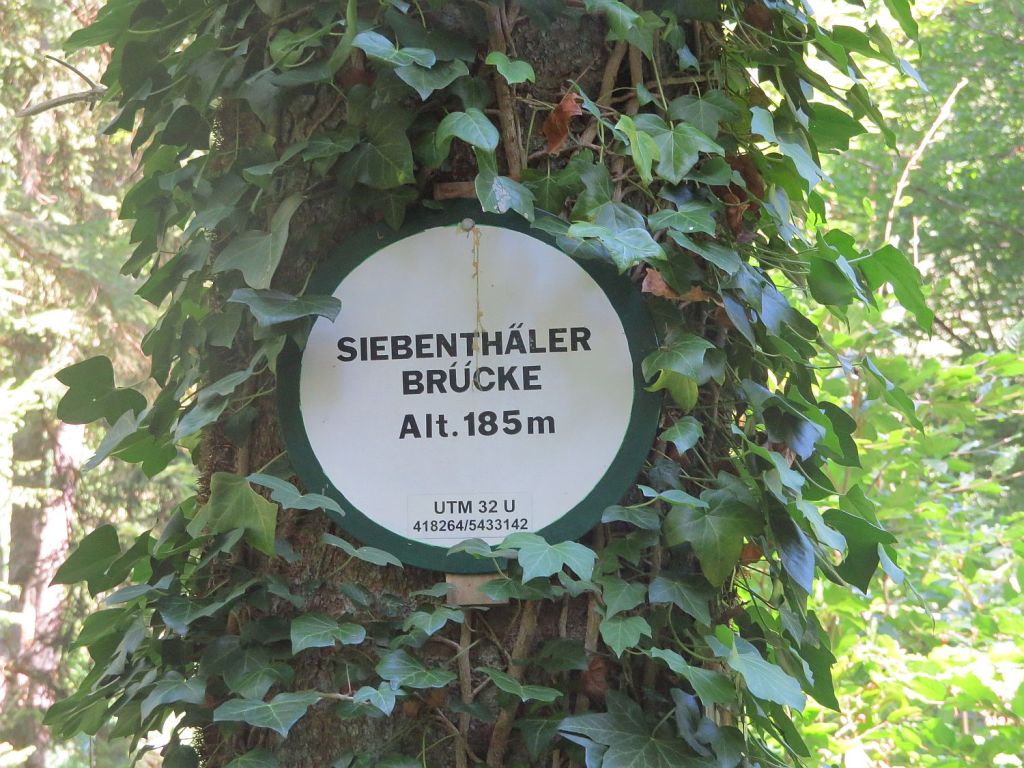 SIEBENTHÄLER
BRÜCKE
Alt. 185m
UTM 32 U
418264/5433142